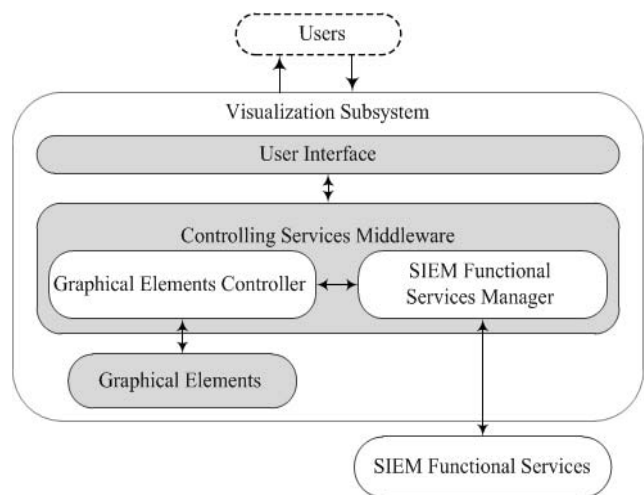 Users
Visualization Subsystem
User Interface
Controlling Services Middleware
Graphical Elements Controller
SIEM Functional
Services Manager
Graphical Elements
SIEM Functional Services